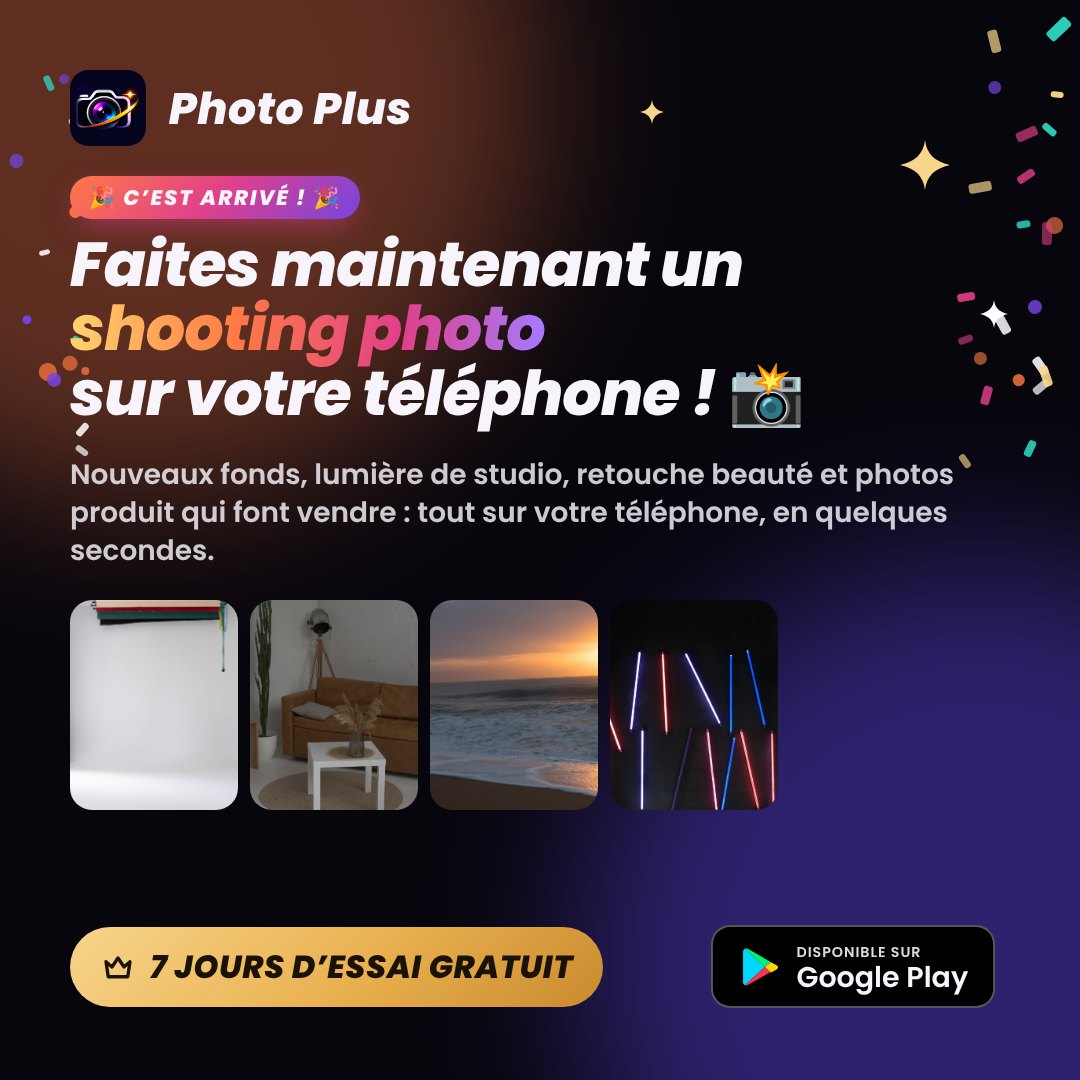 Photo Plus
🎉 C’EST ARRIVÉ ! 🎉
Faites maintenant un
shooting photo
sur votre téléphone ! 📸
Nouveaux fonds, lumière de studio, retouche beauté et photos
produit qui font vendre : tout sur votre téléphone, en quelques
secondes.
7 JOURS D’ESSAI GRATUIT
DISPONIBLE SUR
Google Play